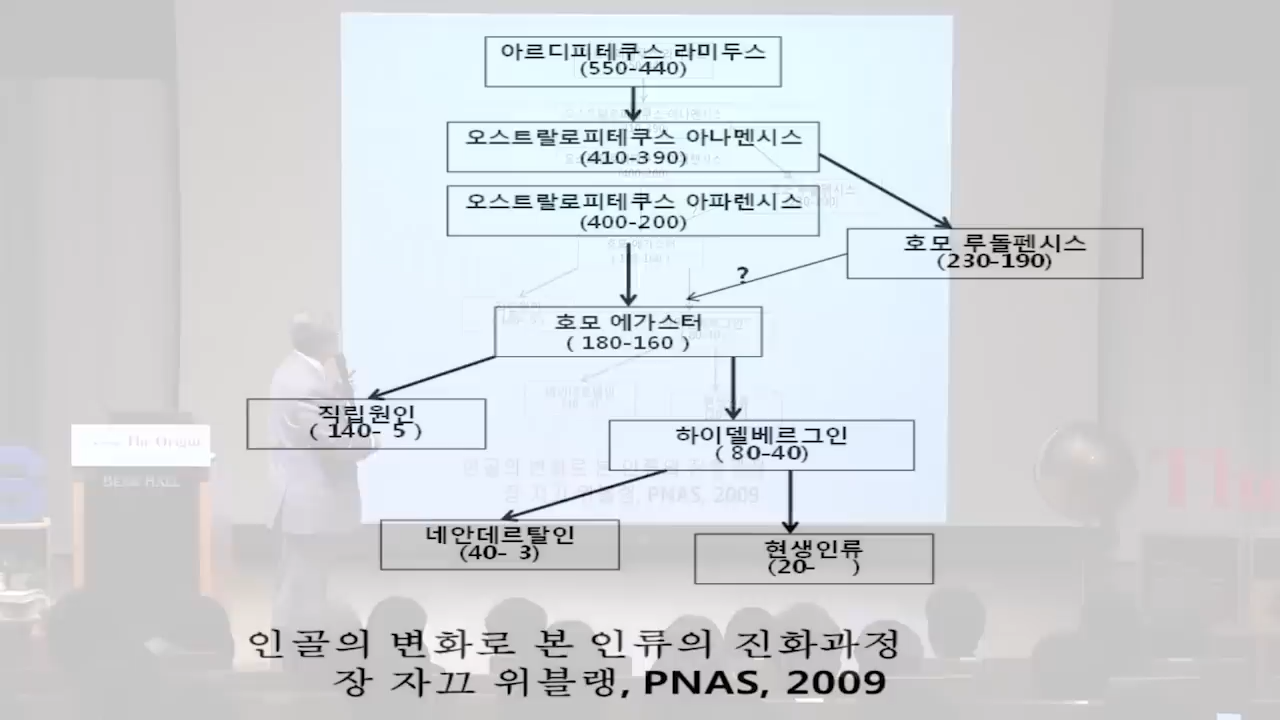 아르디피테쿠스 라미두스
(550-440)
오스트랄로피테쿠스 아나멘시스
(410-390)
오스트랄로피테쿠스 아파렌시스
(400-200)
호모 루돌펜시스
(230-190)
?
호모 에가스터
( 180-160 )
직립원인
( 140- 5 )
하이델베르그인
( 80-40)
네안데르탈인
(40- 3)
현생인류
(20- )
인골의 변화로 본 인류의 진화과정
장 자끄 위블랭, PNAS, 2009
The Origin